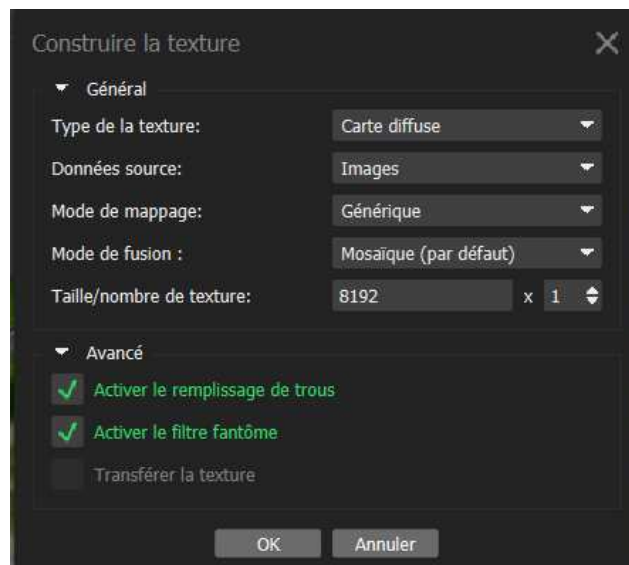 Construire la texture
Général
Type de la texture: Carte diffuse
Données source: Images
Mode de mappage: Générique
Mode de fusion : Mosaïque (par défaut)
Taille/nombre de texture: 8192 x 1
Avancé
Activer le remplissage de trous
Activer le filtre fantôme
Transférer la texture
OK Annuler